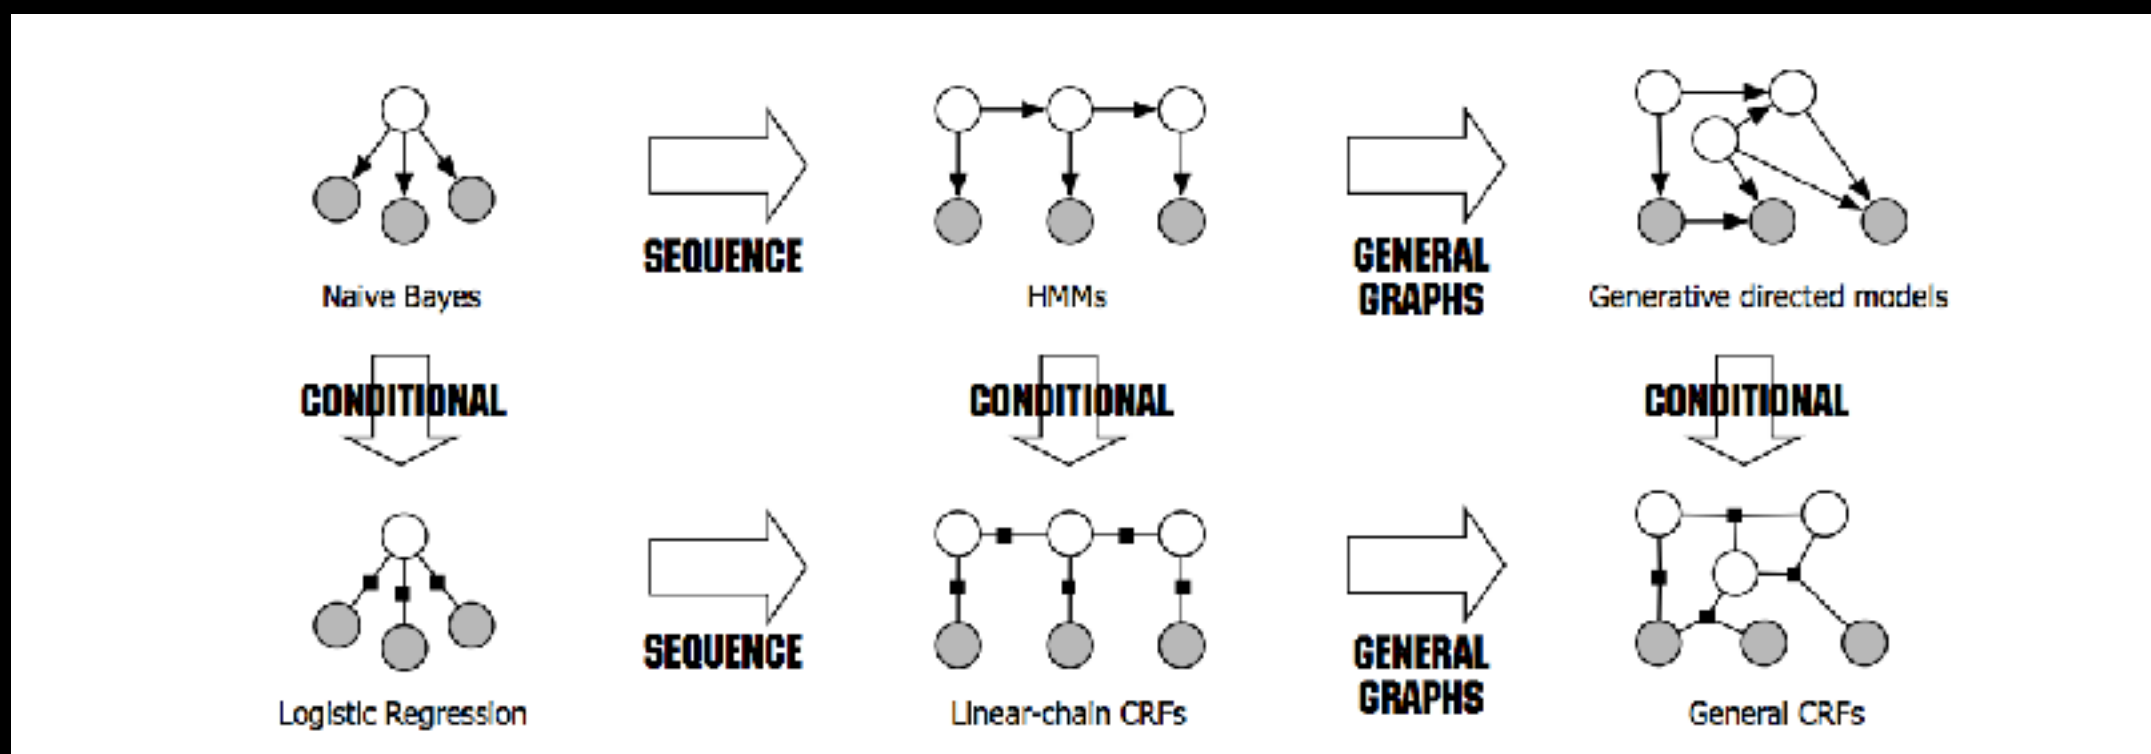 SEQUENCE
GENERAL
GRAPHS
Naive Bayes
HMMs
Generative directed models
CONDITIONAL
CONDITIONAL
CONDITIONAL
SEQUENCE
GENERAL
GRAPHS
Logistic Regression
Linear-chain CRFs
General CRFs